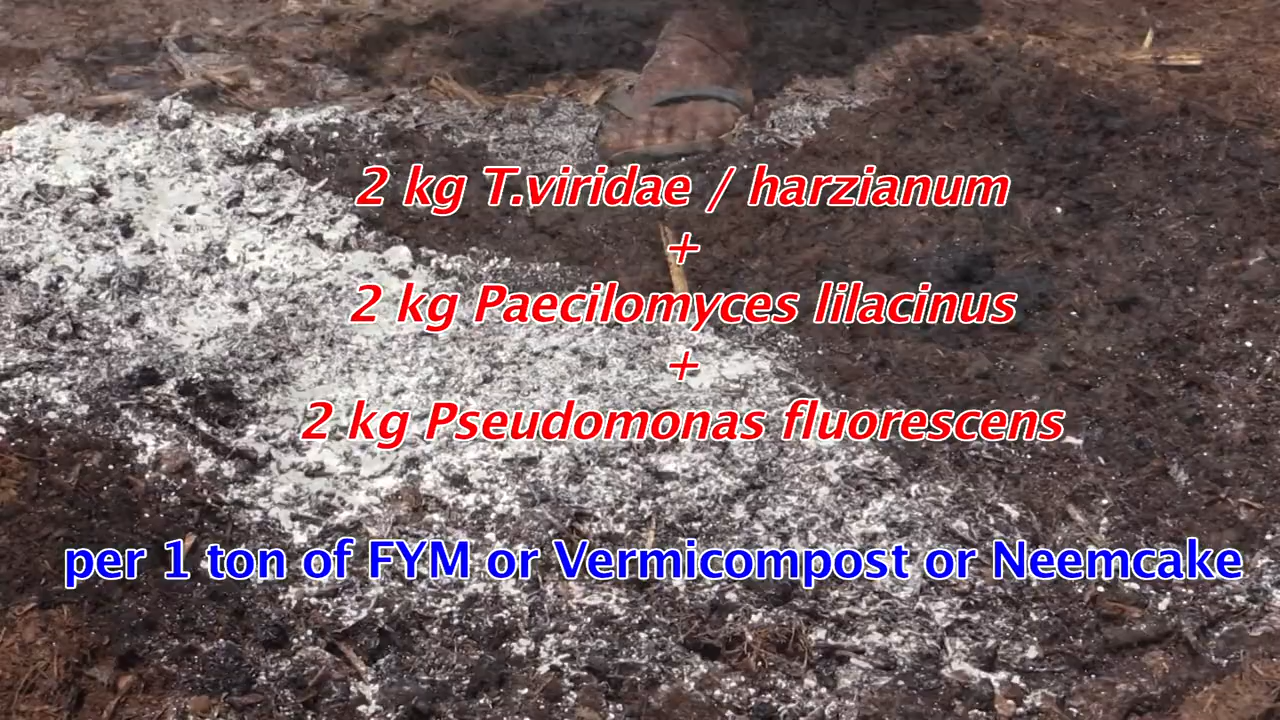 2 kg T.viridae / harzianum
+
2 kg Paecilomyces lilacinus
+
2 kg Pseudomonas fluorescens
per 1 ton of FYM or Vermicompost or Neemcake